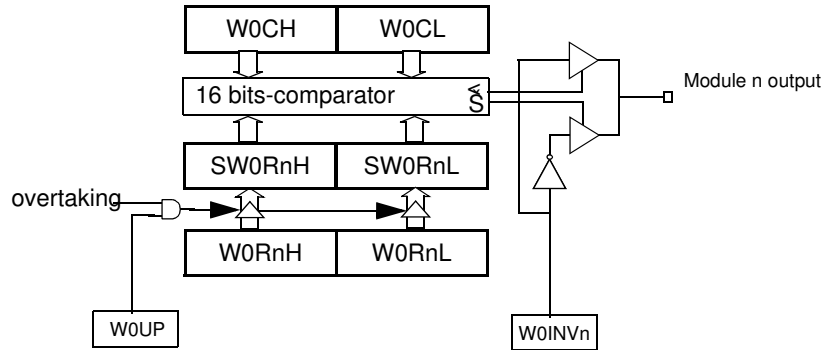 W0CH W0CL
16 bits-comparator
<
S
Module n output
SW0RnH SW0RnL
overtaking
W0RnH W0RnL
W0UP
W0INVn